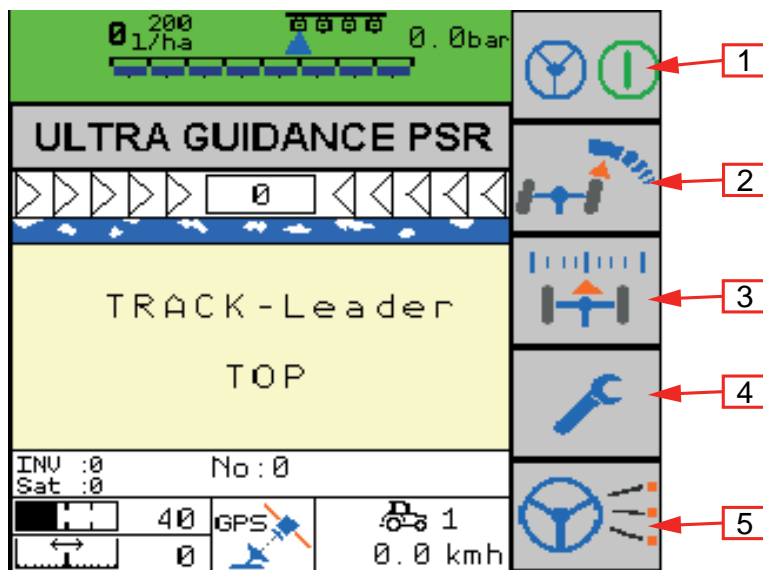 200
0 l/ha
0.0bar
ULTRA GUIDANCE PSR
0
TRACK-Leader
TOP
INV :0
No:0
Sat :0
40
GPS
1
0
0.0 kmh
1
2
3
4
5